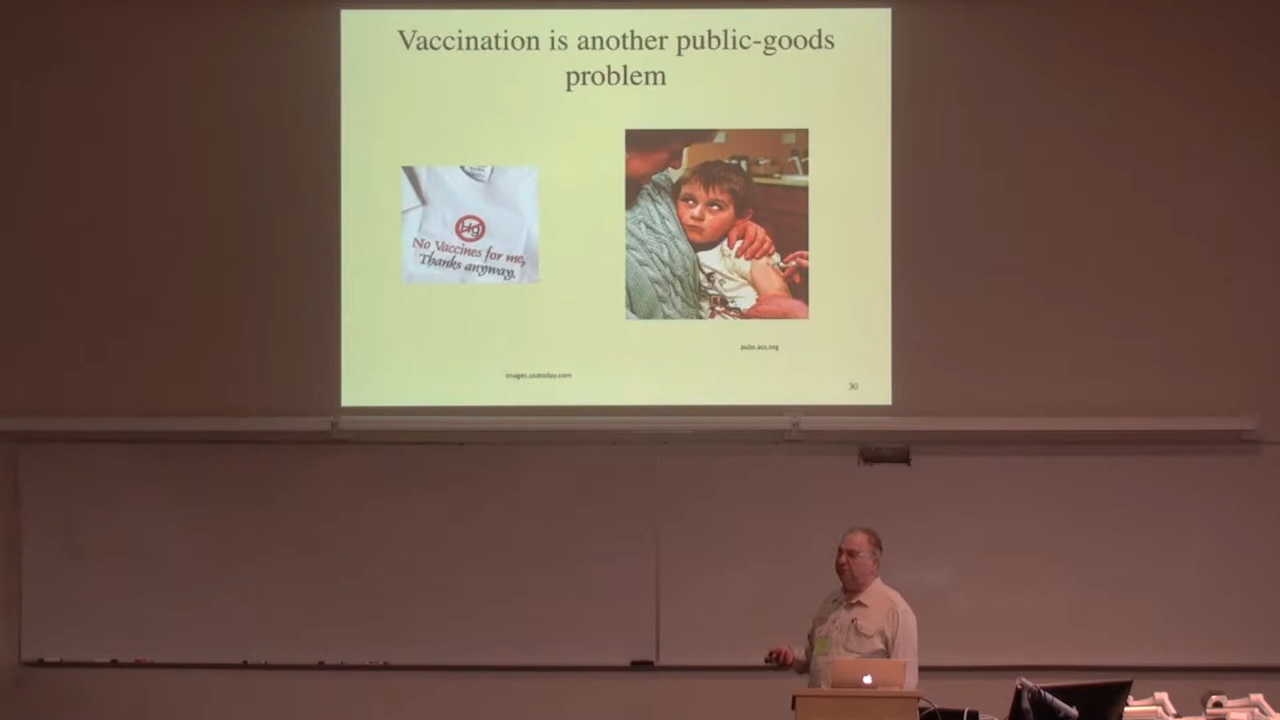 Vaccination is another public-goods
problem
Hg
No Vaccines for me,
Thanks anyway.
pubs.acs.org
images.usatoday.com
30